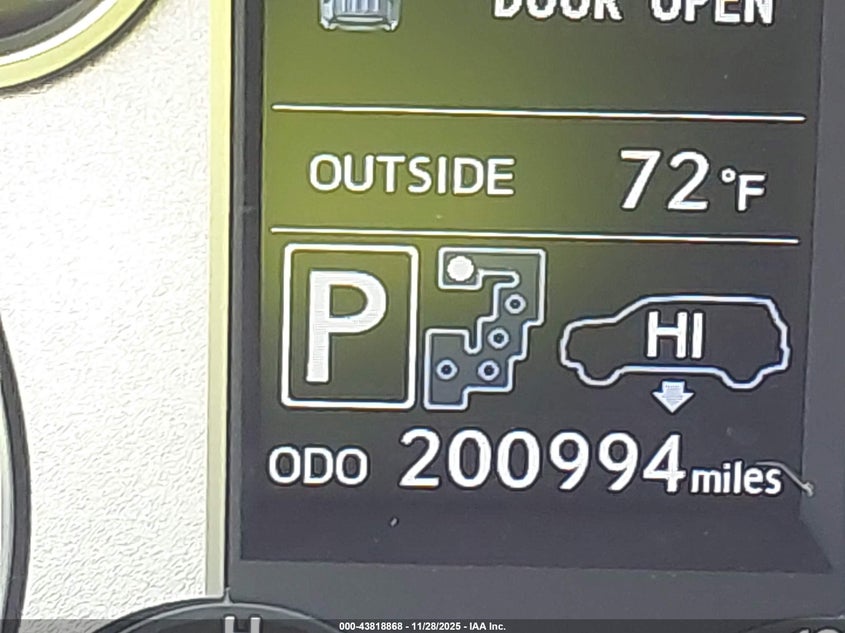 DOOR OPEN
OUTSIDE 72°F
P
HI
ODO 200994 miles
H
000-43818868 - 11/28/2025 - IAA Inc.